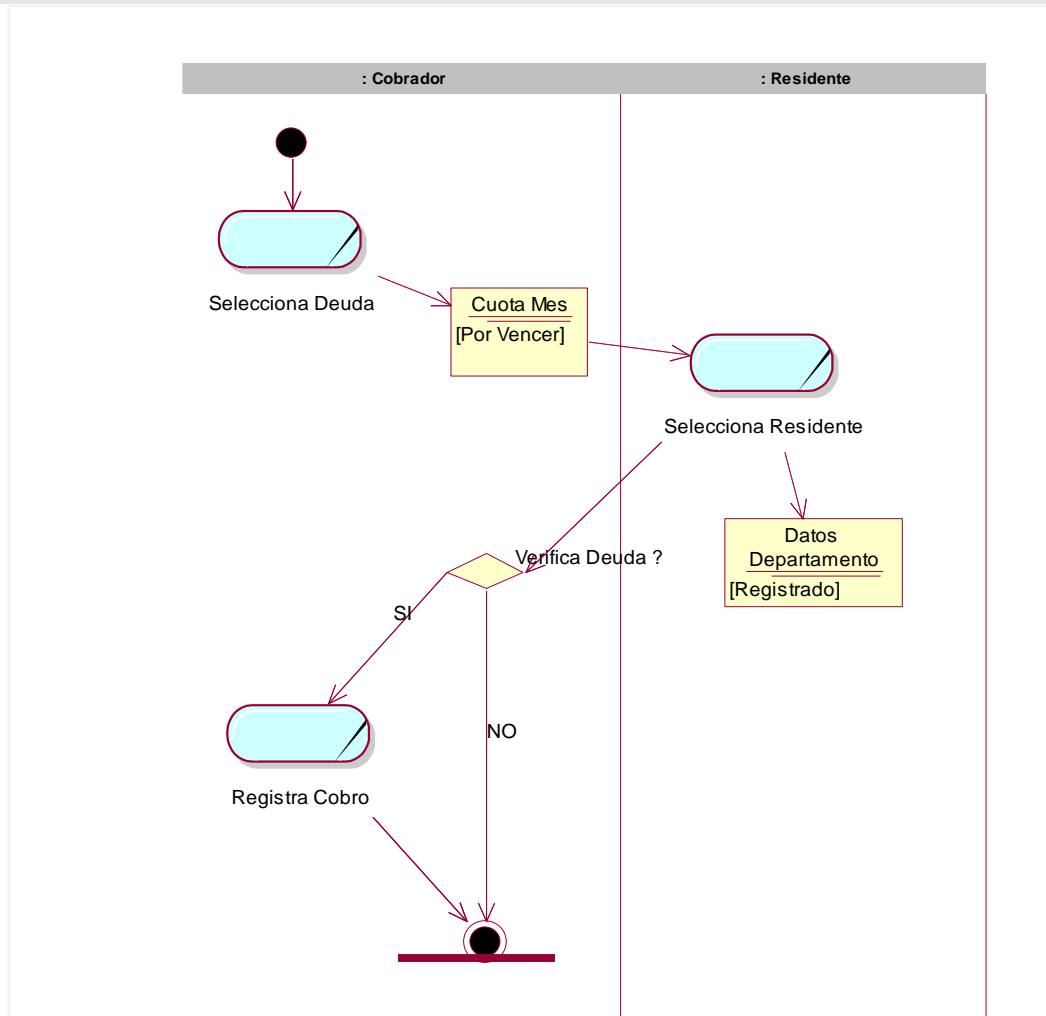 : Cobrador
: Residente
Selecciona Deuda
Cuota Mes
[Por Vencer]
Selecciona Residente
Datos
Departamento
[Registrado]
Verifica Deuda ?
SI
NO
Registra Cobro